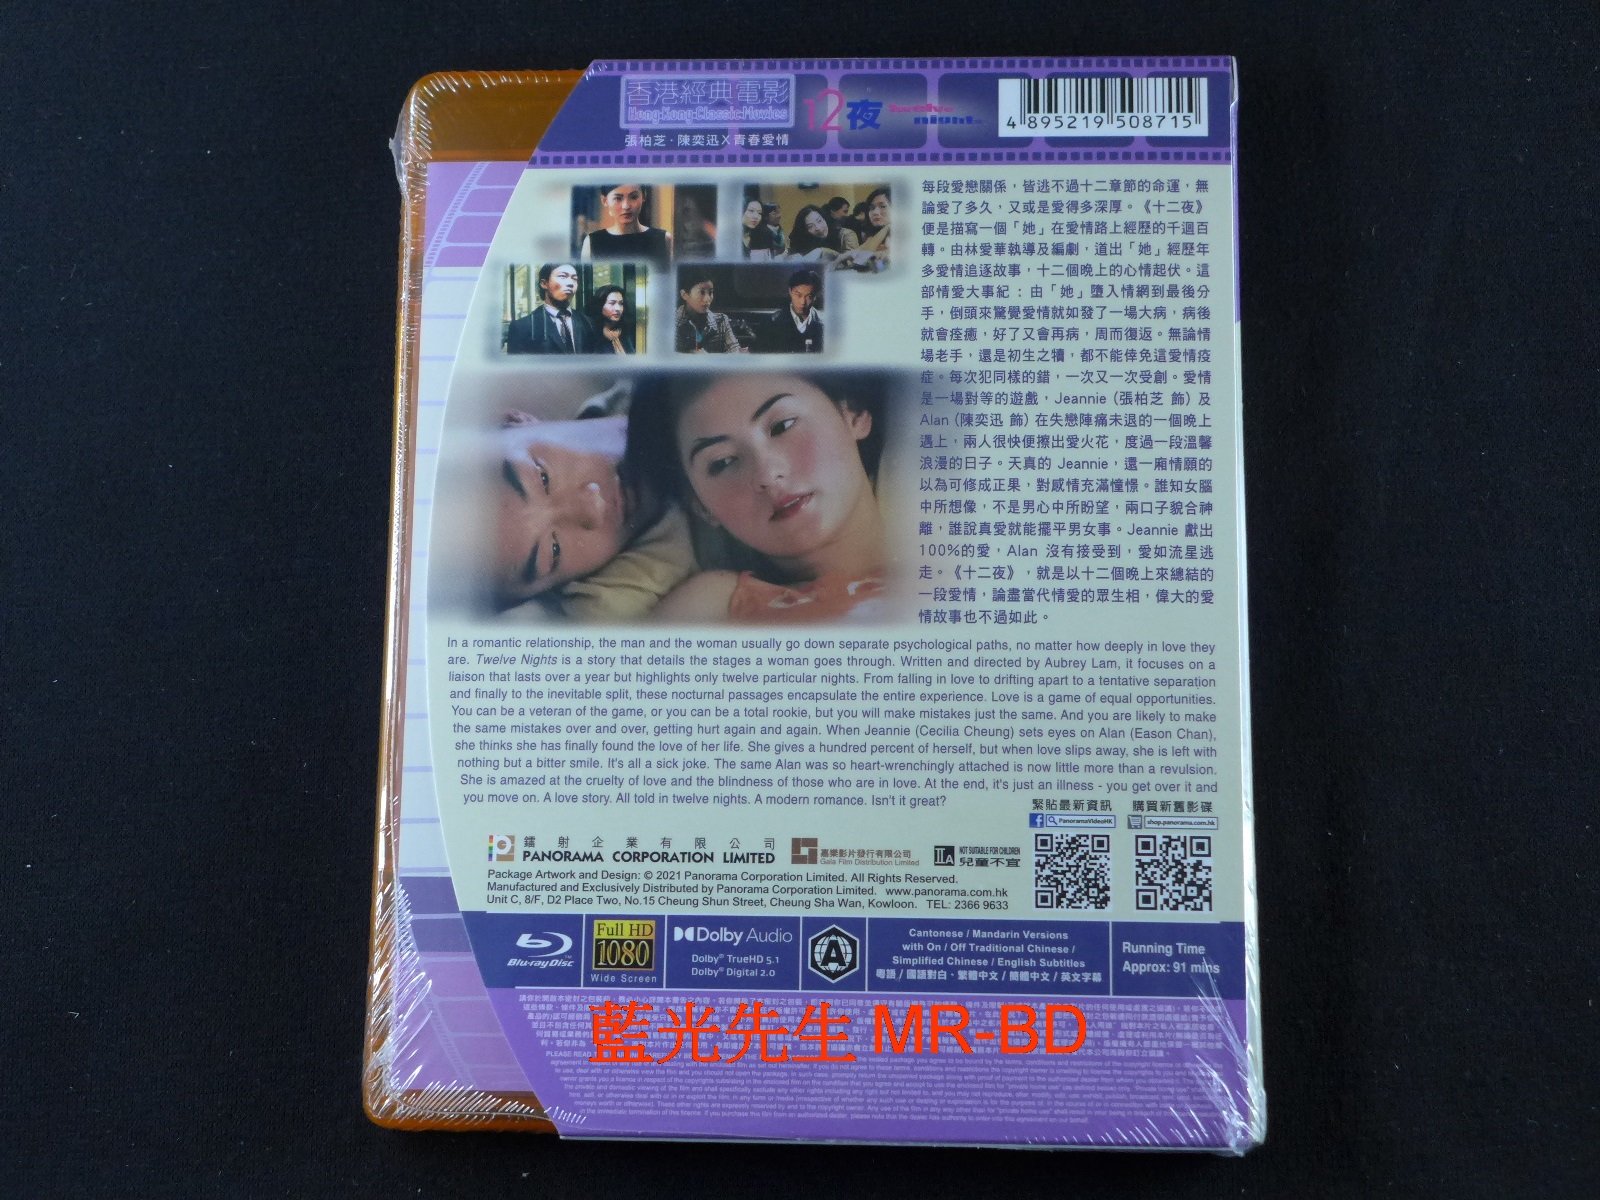 香港經典電影
Hong Kong Classic Movies
張柏芝·陳奕迅X青春愛情
12夜 twelve nights
4 895219 508715
每段愛戀關係，皆逃不過十二章節的命運，無
論愛了多久，又或是愛得多深厚。《十二夜》
便是描寫一個「她」在愛情路上經歷的千迴百
轉。由林愛華執導及編劇，道出「她」經歷年
多愛情追逐故事，十二個晚上的心情起伏。這
部情愛大事紀：由「她」墮入情網到最後分
手，倒頭來驚覺愛情就如發了一場大病，病後
就會痊癒，好了又會再病，周而復返。無論情
場老手，還是初生之犢，都不能倖免這愛情疫
症。每次犯同樣的錯，一次又一次受創。愛情
是一場對等的遊戲，Jeannie (張柏芝 飾) 及
Alan (陳奕迅 飾) 在失戀陣痛未退的一個晚上
遇上，兩人很快便擦出愛火花，度過一段溫馨
浪漫的日子。天真的 Jeannie，還一廂情願的
以為可修成正果，對感情充滿憧憬。誰知女腦
中所想像，不是男心中所盼望，兩口子貌合神
離，誰說真愛就能擺平男女事。Jeannie 獻出
100%的愛，Alan 沒有接受到，愛如流星逃
走。《十二夜》，就是以十二個晚上來總結的
一段愛情，論盡當代情愛的眾生相，偉大的愛
情故事也不過如此。
In a romantic relationship, the man and the woman usually go down separate psychological paths, no matter how deeply in love they
are. Twelve Nights is a story that details the stages a woman goes through. Written and directed by Aubrey Lam, it focuses on a
liaison that lasts over a year but highlights only twelve particular nights. From falling in love to drifting apart to a tentative separation
and finally to the inevitable split, these nocturnal passages encapsulate the entire experience. Love is a game of equal opportunities.
You can be a veteran of the game, or you can be a total rookie, but you will make mistakes just the same. And you are likely to make
the same mistakes over and over, getting hurt again and again. When Jeannie (Cecilia Cheung) sets eyes on Alan (Eason Chan),
she thinks she has finally found the love of her life. She gives a hundred percent of herself, but when love slips away, she is left with
nothing but a bitter smile. It's all a sick joke. The same Alan was so heart-wrenchingly attached is now little more than a revulsion.
She is amazed at the cruelty of love and the blindness of those who are in love. At the end, it's just an illness - you get over it and
you move on. A love story. All told in twelve nights. A modern romance. Isn't it great?
緊貼最新資訊
PanoramaVideoHK
購買新舊影碟
shop.panorama.com.hk
鐳射企業有限公司
PANORAMA CORPORATION LIMITED
嘉樂影片發行有限公司
Gala Film Distribution Limited
IIA
NOT SUITABLE FOR CHILDREN
兒童不宜
Package Artwork and Design: © 2021 Panorama Corporation Limited. All Rights Reserved.
Manufactured and Exclusively Distributed by Panorama Corporation Limited. www.panorama.com.hk
Unit C, 8/F, D2 Place Two, No.15 Cheung Shun Street, Cheung Sha Wan, Kowloon. TEL: 2366 9633
Blu-ray Disc
Full HD
1080
Wide Screen
Dolby Audio
Dolby® TrueHD 5.1
Dolby® Digital 2.0
A
Cantonese / Mandarin Versions
with On / Off Traditional Chinese /
Simplified Chinese / English Subtitles
粵語 / 國語對白、繁體中文 / 簡體中文 / 英文字幕
Running Time
Approx: 91 mins
藍光先生 MR BD